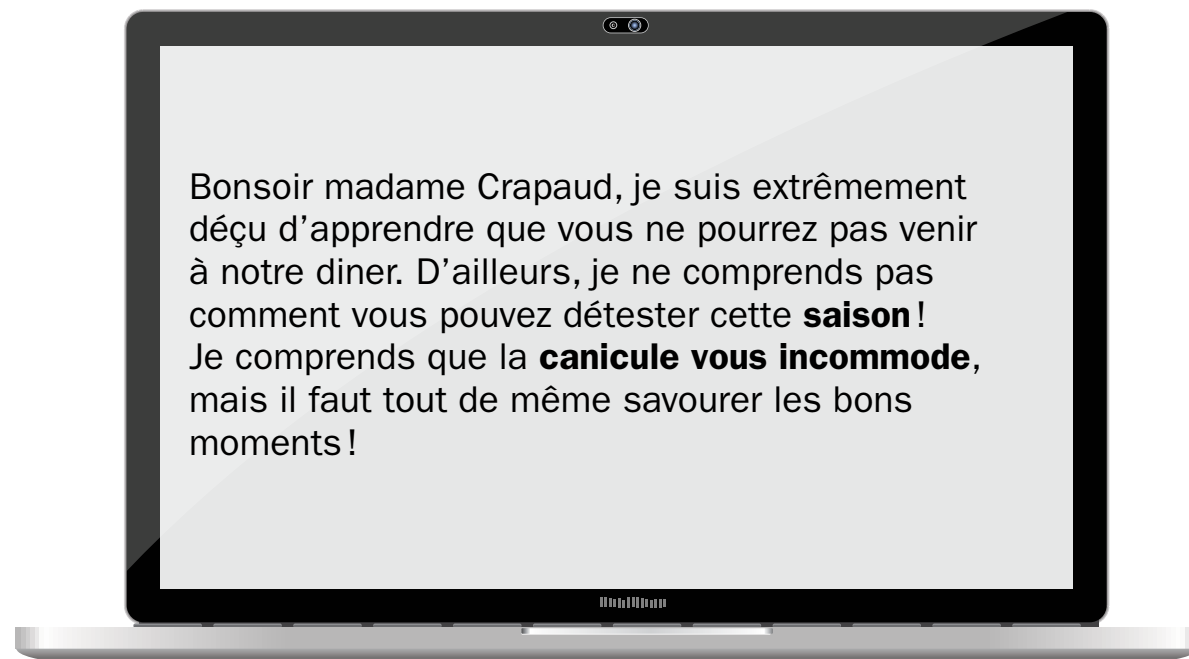 Bonsoir madame Crapaud, je suis extrêmement
déçu d’apprendre que vous ne pourrez pas venir
à notre diner. D’ailleurs, je ne comprends pas
comment vous pouvez détester cette saison !
Je comprends que la canicule vous incommode,
mais il faut tout de même savourer les bons
moments !